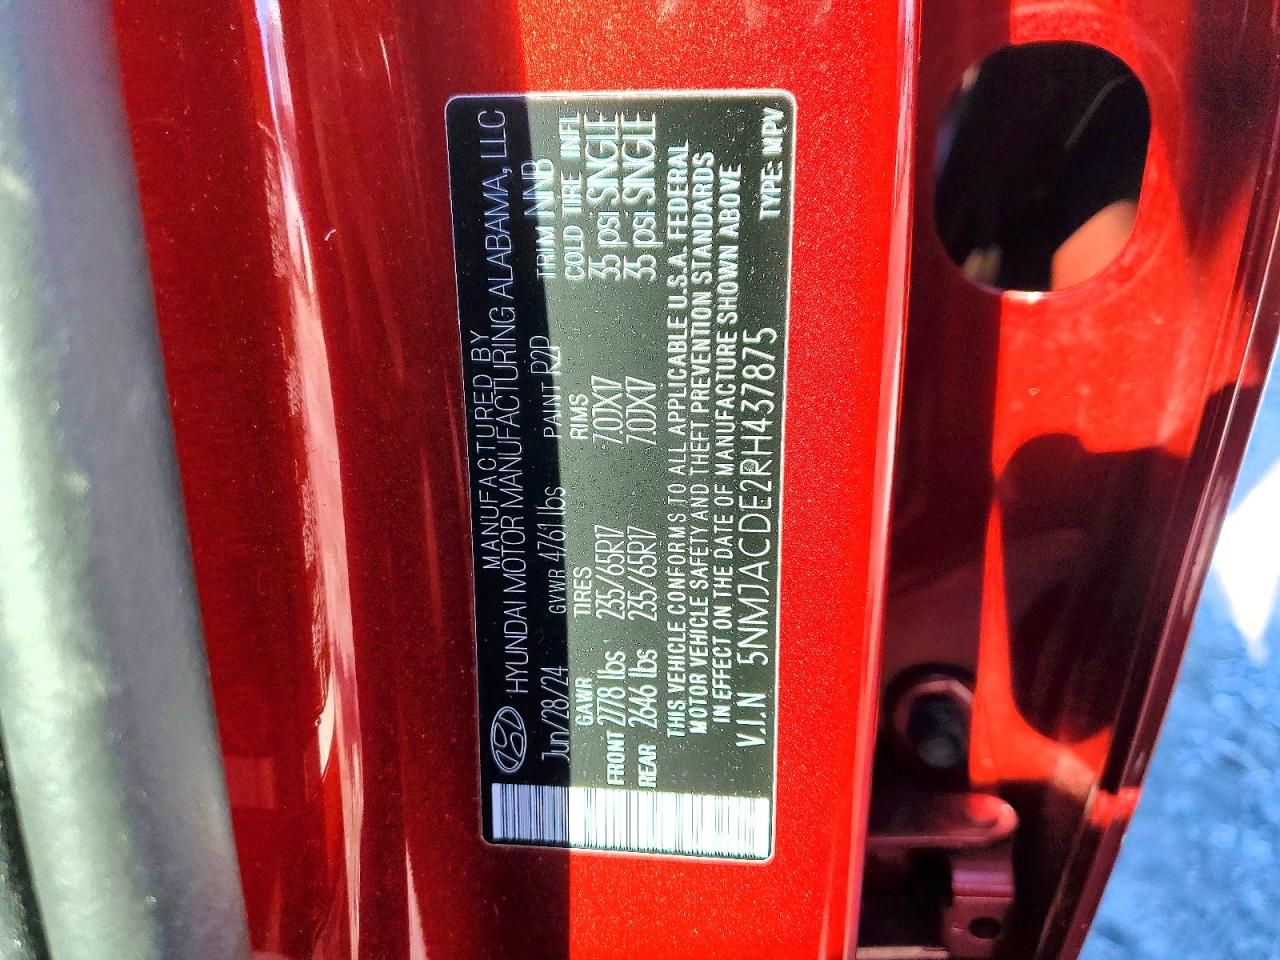 MANUFACTURED BY
HYUNDAI MOTOR MANUFACTURING ALABAMA, LLC
Jun/28/24 GVWR 4761 lbs PAINT R2P TRIM NNB
GAWR TIRES RIMS COLD TIRE INFL
FRONT 2778 lbs 235/65R17 7.0JX17 35 psi SINGLE
REAR 2646 lbs 235/65R17 7.0JX17 35 psi SINGLE
THIS VEHICLE CONFORMS TO ALL APPLICABLE U.S.A. FEDERAL
MOTOR VEHICLE SAFETY AND THEFT PREVENTION STANDARDS
IN EFFECT ON THE DATE OF MANUFACTURE SHOWN ABOVE
V.I.N 5NMJACDE2RH437875 TYPE: MPV